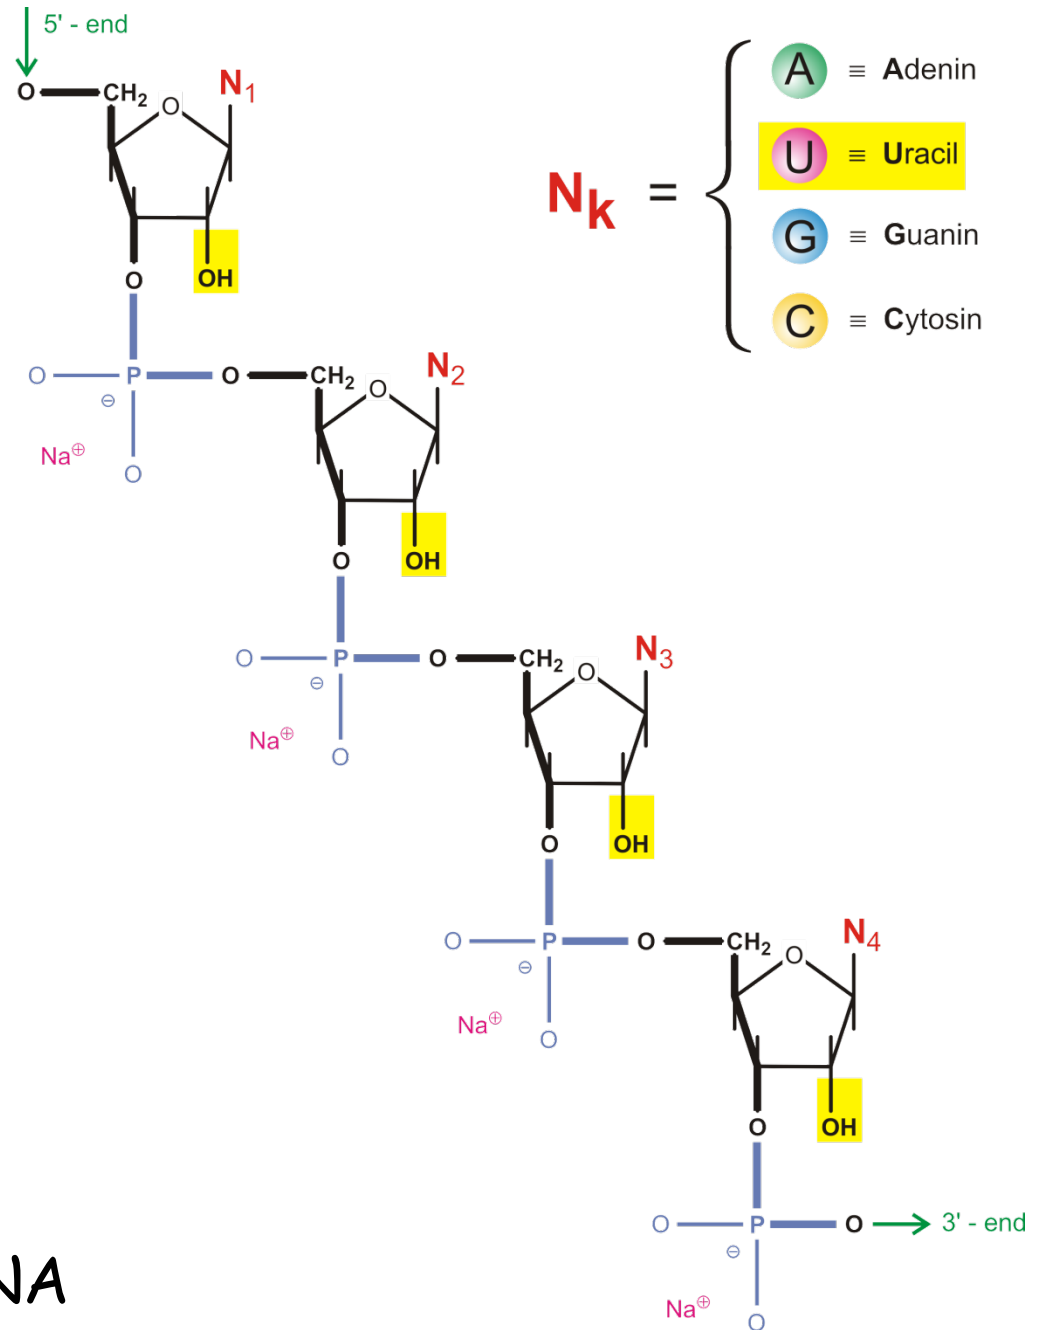 5' - end
O CH₂ O N₁
O OH
O P O CH₂ O N₂
⊖
Na⊕
O
O OH
O P O CH₂ O N₃
⊖
Na⊕
O
O OH
O P O CH₂ O N₄
⊖
Na⊕
O
O OH
O P O 3' - end
⊖
Na⊕
O
Nₖ =
A ≡ Adenin
U ≡ Uracil
G ≡ Guanin
C ≡ Cytosin